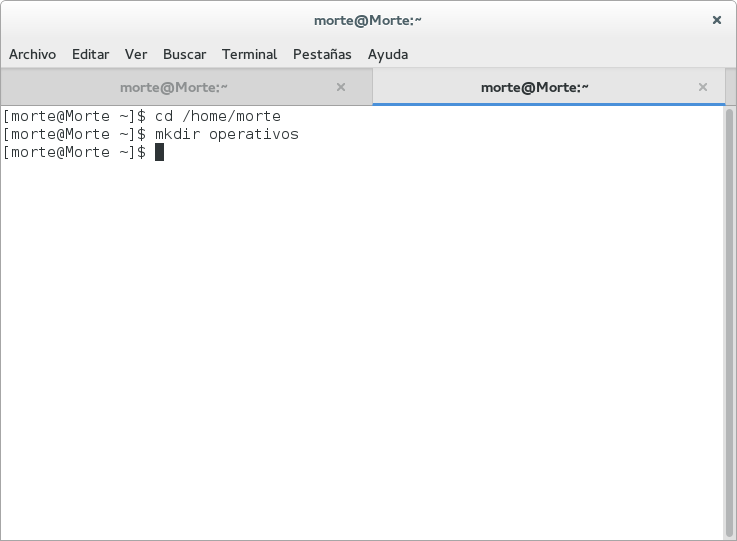 morte@Morte:~ ×
Archivo Editar Ver Buscar Terminal Pestañas Ayuda
morte@Morte:~ × morte@Morte:~ ×
[morte@Morte ~]$ cd /home/morte
[morte@Morte ~]$ mkdir operativos
[morte@Morte ~]$